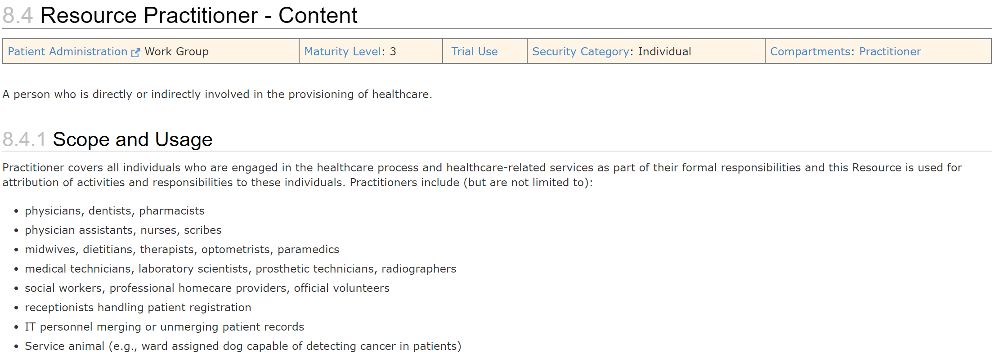 8.4 Resource Practitioner - Content
Patient Administration Work Group Maturity Level: 3 Trial Use Security Category: Individual Compartments: Practitioner
A person who is directly or indirectly involved in the provisioning of healthcare.
8.4.1 Scope and Usage
Practitioner covers all individuals who are engaged in the healthcare process and healthcare-related services as part of their formal responsibilities and this Resource is used for
attribution of activities and responsibilities to these individuals. Practitioners include (but are not limited to):
• physicians, dentists, pharmacists
• physician assistants, nurses, scribes
• midwives, dietitians, therapists, optometrists, paramedics
• medical technicians, laboratory scientists, prosthetic technicians, radiographers
• social workers, professional homecare providers, official volunteers
• receptionists handling patient registration
• IT personnel merging or unmerging patient records
• Service animal (e.g., ward assigned dog capable of detecting cancer in patients)